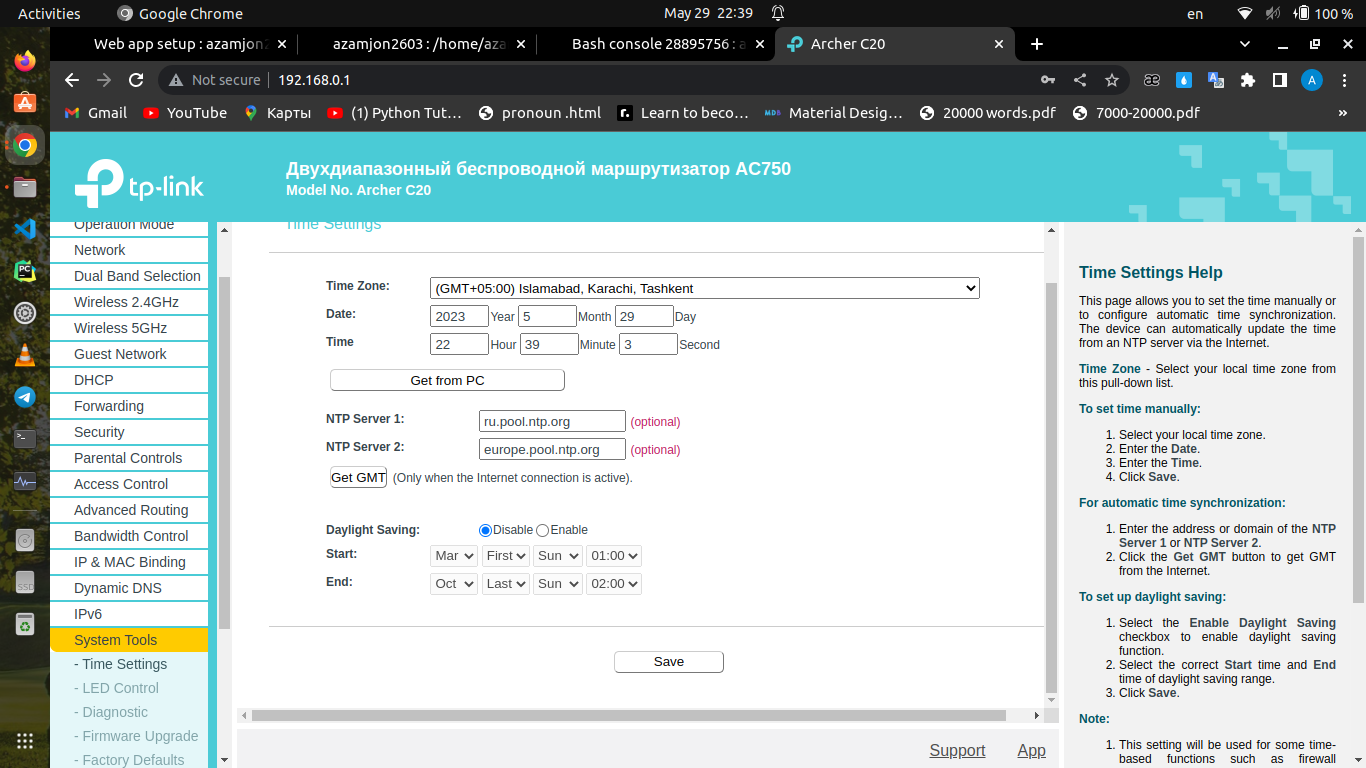 Activities Google Chrome May 29 22:39 en 100 %
Web app setup : azamjon2 azamjon2603 : /home/aza Bash console 28895756 : a Archer C20
Not secure 192.168.0.1
Gmail YouTube Карты (1) Python Tut… pronoun .html Learn to beco… Material Desig… 20000 words.pdf 7000-20000.pdf »
tp-link
Двухдиапазонный беспроводной маршрутизатор AC750
Model No. Archer C20
Operation Mode
Network
Dual Band Selection
Wireless 2.4GHz
Wireless 5GHz
Guest Network
DHCP
Forwarding
Security
Parental Controls
Access Control
Advanced Routing
Bandwidth Control
IP & MAC Binding
Dynamic DNS
IPv6
System Tools
- Time Settings
- LED Control
- Diagnostic
- Firmware Upgrade
- Factory Defaults
Time Settings
Time Zone: (GMT+05:00) Islamabad, Karachi, Tashkent
Date: 2023 Year 5 Month 29 Day
Time 22 Hour 39 Minute 3 Second
Get from PC
NTP Server 1: ru.pool.ntp.org (optional)
NTP Server 2: europe.pool.ntp.org (optional)
Get GMT (Only when the Internet connection is active).
Daylight Saving: Disable Enable
Start: Mar First Sun 01:00
End: Oct Last Sun 02:00
Save
Support App
Time Settings Help
This page allows you to set the time manually or
to configure automatic time synchronization.
The device can automatically update the time
from an NTP server via the Internet.
Time Zone - Select your local time zone from
this pull-down list.
To set time manually:
1. Select your local time zone.
2. Enter the Date.
3. Enter the Time.
4. Click Save.
For automatic time synchronization:
1. Enter the address or domain of the NTP
Server 1 or NTP Server 2.
2. Click the Get GMT button to get GMT
from the Internet.
To set up daylight saving:
1. Select the Enable Daylight Saving
checkbox to enable daylight saving
function.
2. Select the correct Start time and End
time of daylight saving range.
3. Click Save.
Note:
1. This setting will be used for some time-
based functions such as firewall